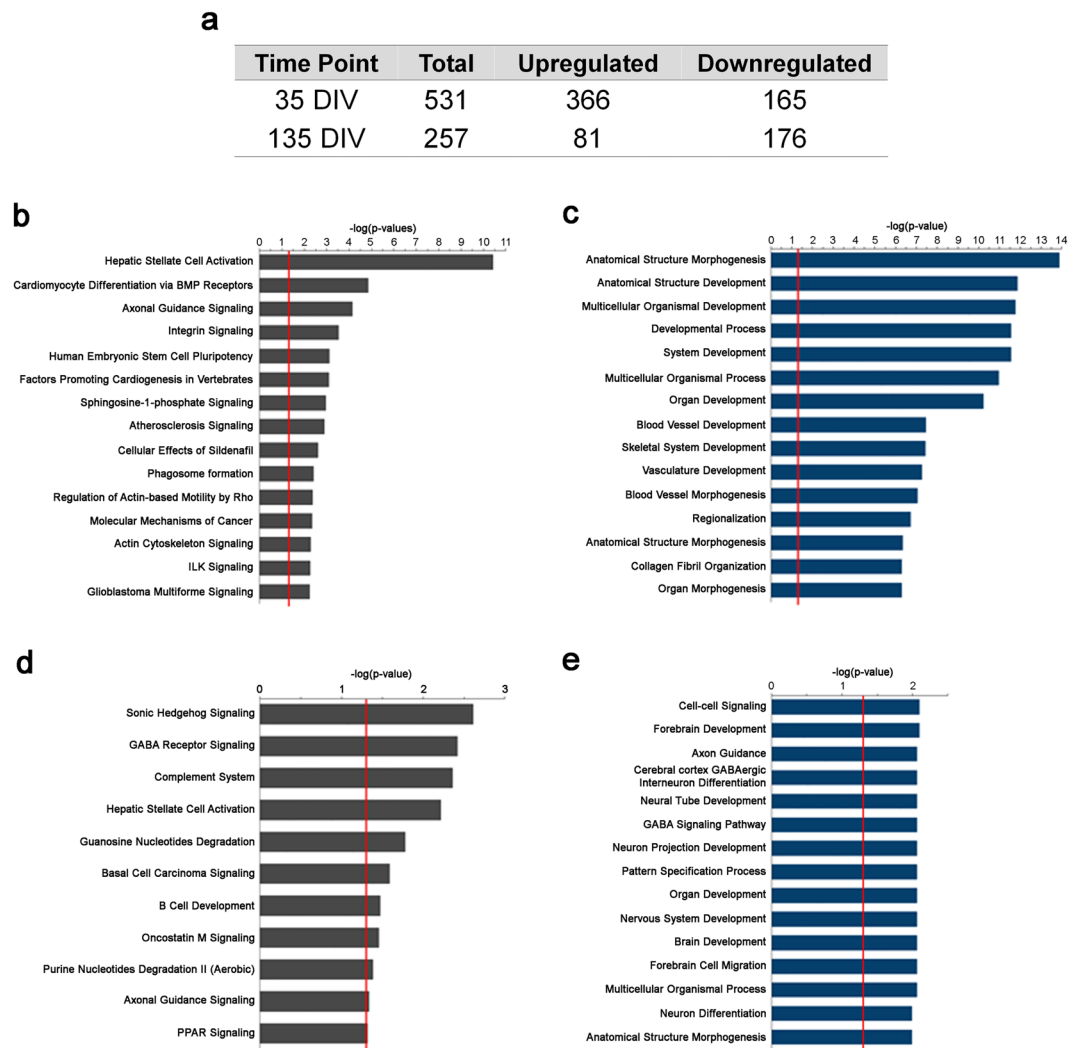 a
Time Point Total Upregulated Downregulated
35 DIV 531 366 165
135 DIV 257 81 176
b
-log(p-values)
0 1 2 3 4 5 6 7 8 9 10 11
Hepatic Stellate Cell Activation
Cardiomyocyte Differentiation via BMP Receptors
Axonal Guidance Signaling
Integrin Signaling
Human Embryonic Stem Cell Pluripotency
Factors Promoting Cardiogenesis in Vertebrates
Sphingosine-1-phosphate Signaling
Atherosclerosis Signaling
Cellular Effects of Sildenafil
Phagosome formation
Regulation of Actin-based Motility by Rho
Molecular Mechanisms of Cancer
Actin Cytoskeleton Signaling
ILK Signaling
Glioblastoma Multiforme Signaling
c
-log(p-value)
0 1 2 3 4 5 6 7 8 9 10 11 12 13 14
Anatomical Structure Morphogenesis
Anatomical Structure Development
Multicellular Organismal Development
Developmental Process
System Development
Multicellular Organismal Process
Organ Development
Blood Vessel Development
Skeletal System Development
Vasculature Development
Blood Vessel Morphogenesis
Regionalization
Anatomical Structure Morphogenesis
Collagen Fibril Organization
Organ Morphogenesis
d
-log(p-value)
0 1 2 3
Sonic Hedgehog Signaling
GABA Receptor Signaling
Complement System
Hepatic Stellate Cell Activation
Guanosine Nucleotides Degradation
Basal Cell Carcinoma Signaling
B Cell Development
Oncostatin M Signaling
Purine Nucleotides Degradation II (Aerobic)
Axonal Guidance Signaling
PPAR Signaling
e
-log(p-value)
0 1 2
Cell-cell Signaling
Forebrain Development
Axon Guidance
Cerebral cortex GABAergic
Interneuron Differentiation
Neural Tube Development
GABA Signaling Pathway
Neuron Projection Development
Pattern Specification Process
Organ Development
Nervous System Development
Brain Development
Forebrain Cell Migration
Multicellular Organismal Process
Neuron Differentiation
Anatomical Structure Morphogenesis